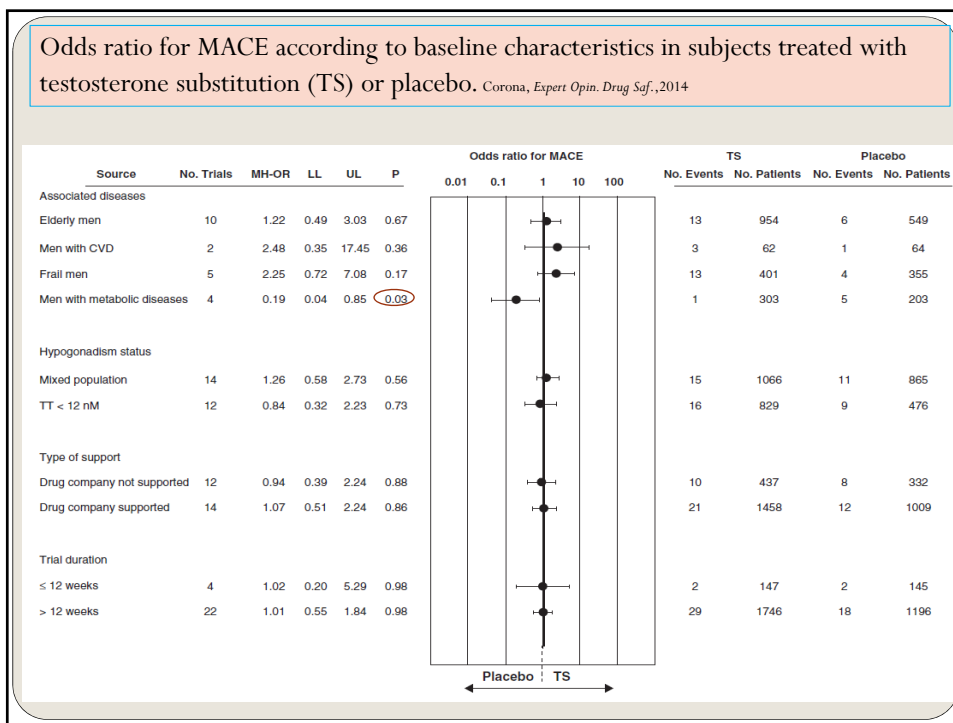 Odds ratio for MACE according to baseline characteristics in subjects treated with
testosterone substitution (TS) or placebo. Corona, Expert Opin. Drug Saf.,2014
Odds ratio for MACE TS Placebo
Source No. Trials MH-OR LL UL P 0.01 0.1 1 10 100 No. Events No. Patients No. Events No. Patients
Associated diseases
Elderly men 10 1.22 0.49 3.03 0.67 13 954 6 549
Men with CVD 2 2.48 0.35 17.45 0.36 3 62 1 64
Frail men 5 2.25 0.72 7.08 0.17 13 401 4 355
Men with metabolic diseases 4 0.19 0.04 0.85 0.03 1 303 5 203
Hypogonadism status
Mixed population 14 1.26 0.58 2.73 0.56 15 1066 11 865
TT < 12 nM 12 0.84 0.32 2.23 0.73 16 829 9 476
Type of support
Drug company not supported 12 0.94 0.39 2.24 0.88 10 437 8 332
Drug company supported 14 1.07 0.51 2.24 0.86 21 1458 12 1009
Trial duration
≤ 12 weeks 4 1.02 0.20 5.29 0.98 2 147 2 145
> 12 weeks 22 1.01 0.55 1.84 0.98 29 1746 18 1196
Placebo TS